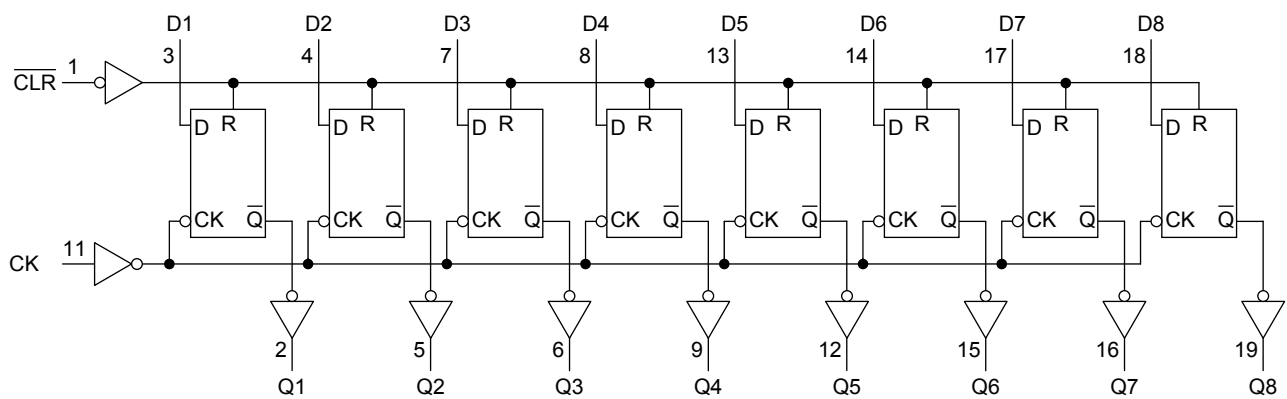 D1 D2 D3 D4 D5 D6 D7 D8
3 4 7 8 13 14 17 18
C̅L̅R̅ 1
D R D R D R D R D R D R D R D R
CK Q̅ CK Q̅ CK Q̅ CK Q̅ CK Q̅ CK Q̅ CK Q̅ CK Q̅
CK 11
2 5 6 9 12 15 16 19
Q1 Q2 Q3 Q4 Q5 Q6 Q7 Q8